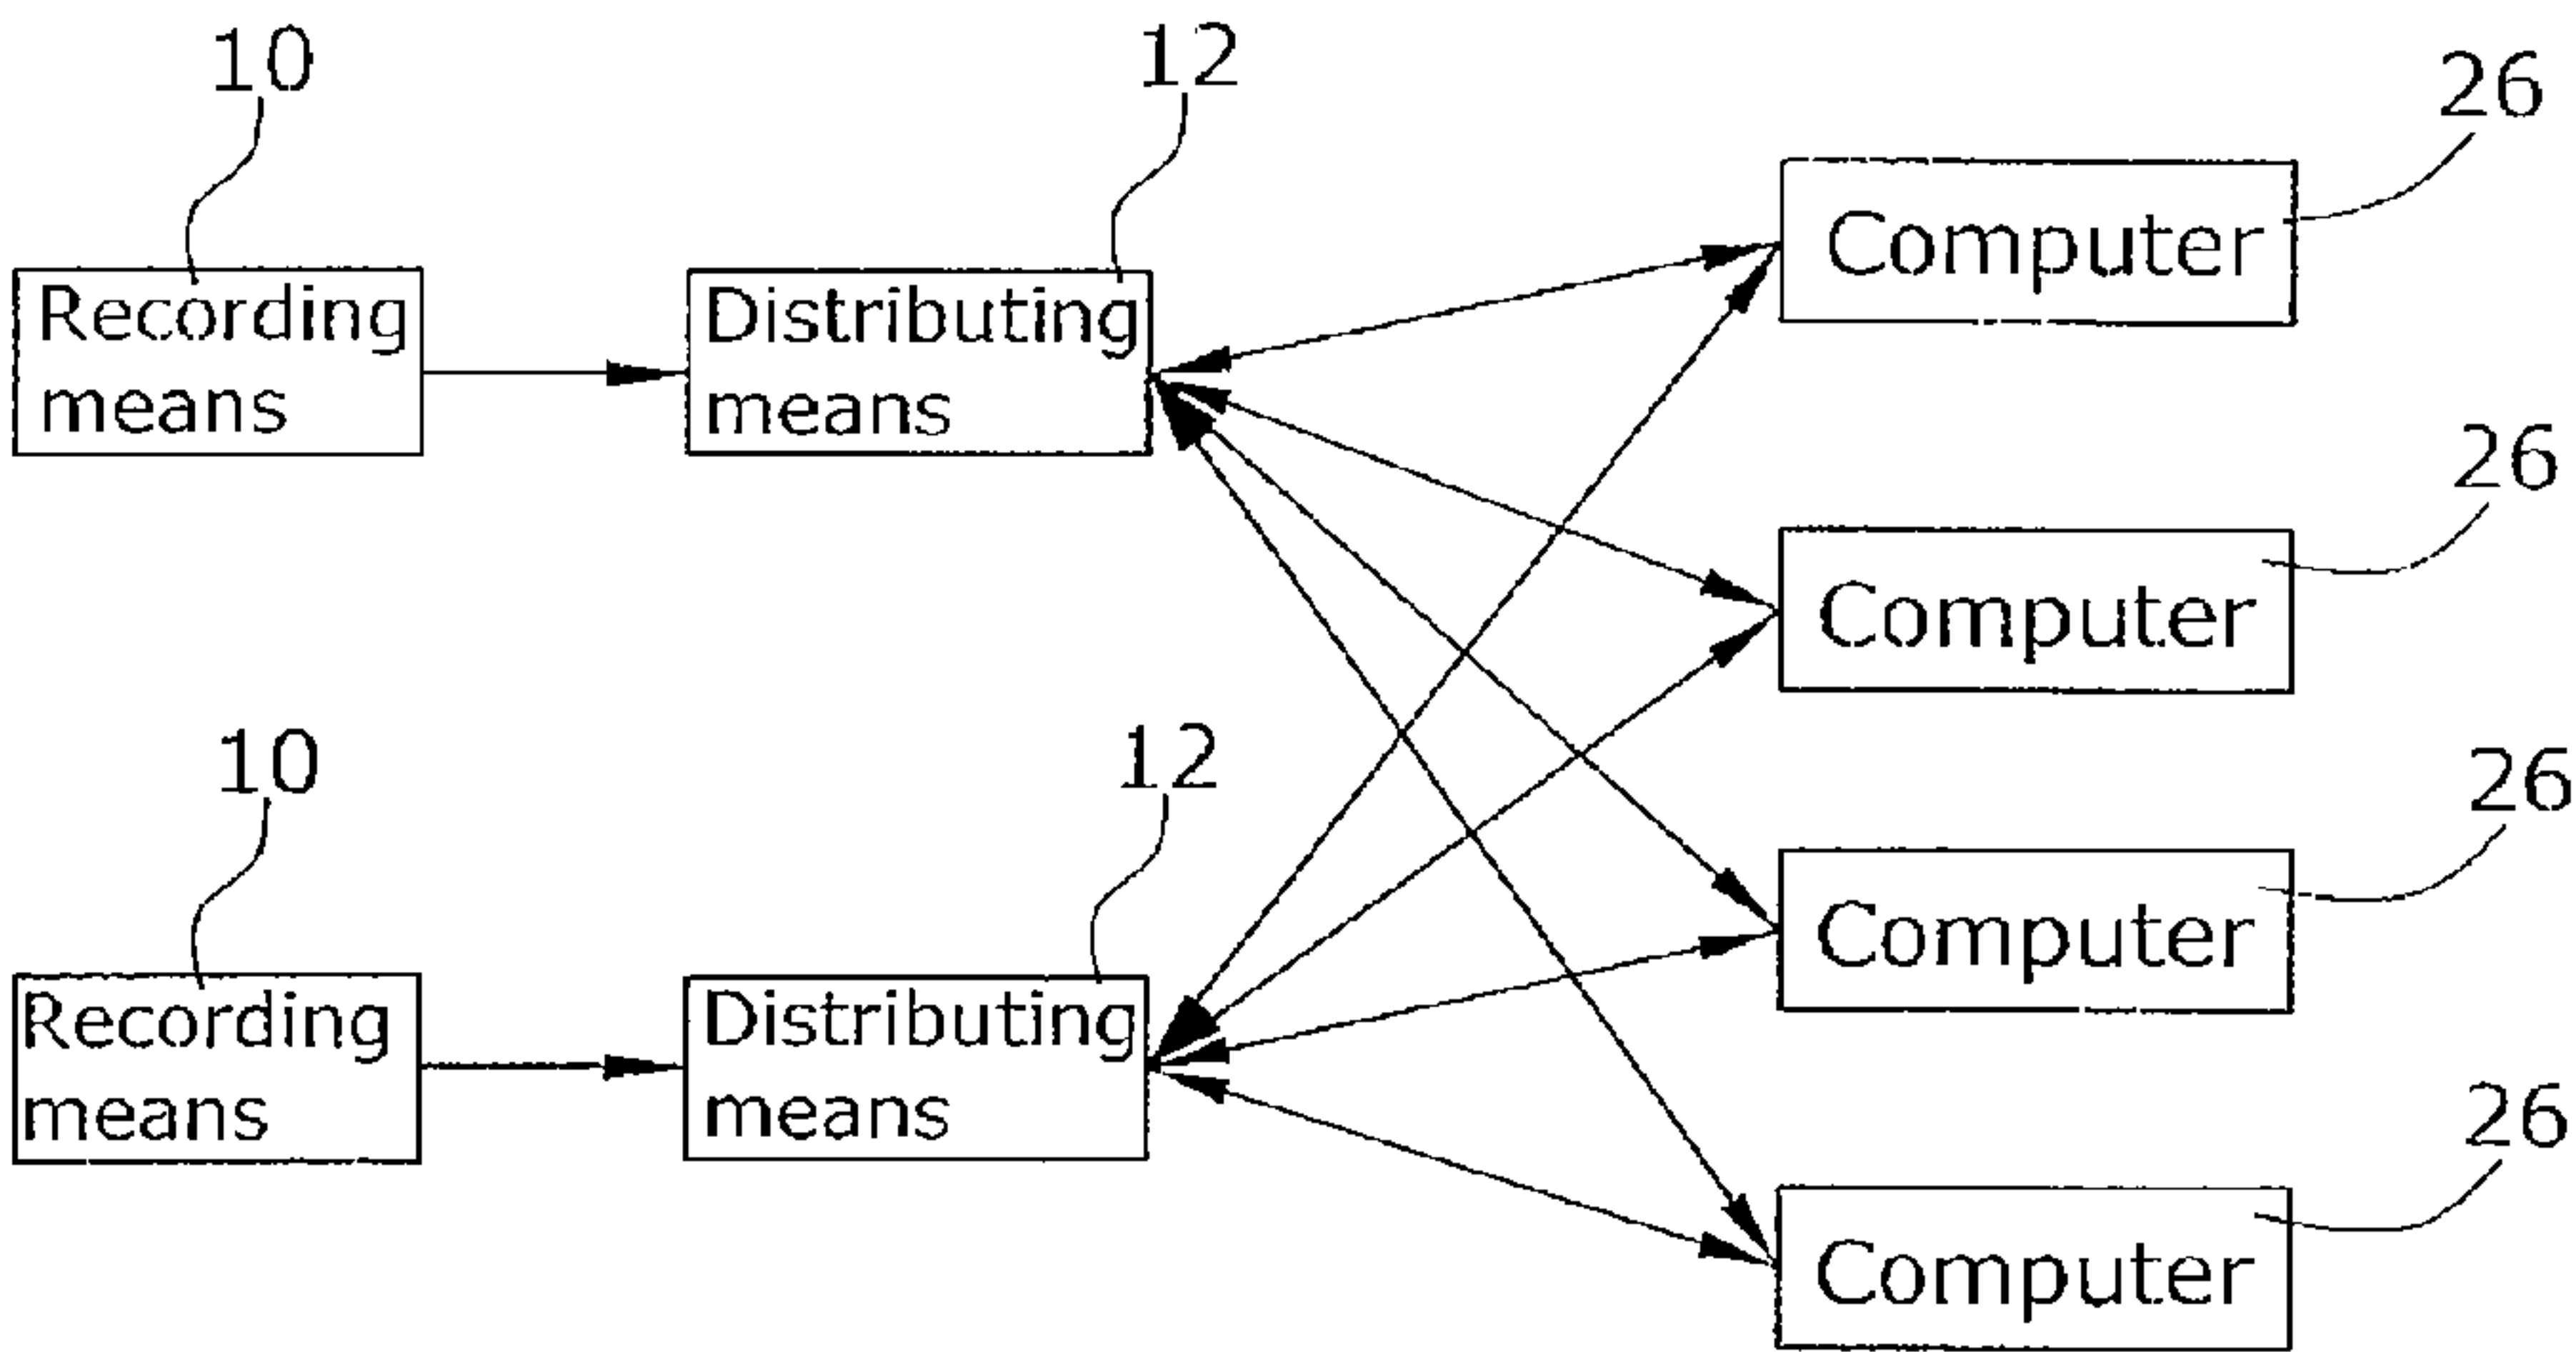 10
12
26
Recording
means
Distributing
means
Computer
26
Computer
10
12
26
Recording
means
Distributing
means
Computer
26
Computer